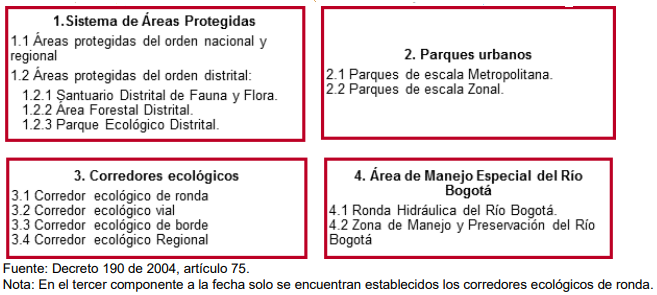 1.Sistema de Áreas Protegidas
1.1 Áreas protegidas del orden nacional y
regional
1.2 Áreas protegidas del orden distrital:
1.2.1 Santuario Distrital de Fauna y Flora.
1.2.2 Área Forestal Distrital.
1.2.3 Parque Ecológico Distrital.
2. Parques urbanos
2.1 Parques de escala Metropolitana.
2.2 Parques de escala Zonal.
3. Corredores ecológicos
3.1 Corredor ecológico de ronda
3.2 Corredor ecológico vial
3.3 Corredor ecológico de borde
3.4 Corredor ecológico Regional
4. Área de Manejo Especial del Río
Bogotá
4.1 Ronda Hidráulica del Río Bogotá.
4.2 Zona de Manejo y Preservación del Río
Bogotá
Fuente: Decreto 190 de 2004, artículo 75.
Nota: En el tercer componente a la fecha solo se encuentran establecidos los corredores ecológicos de ronda.